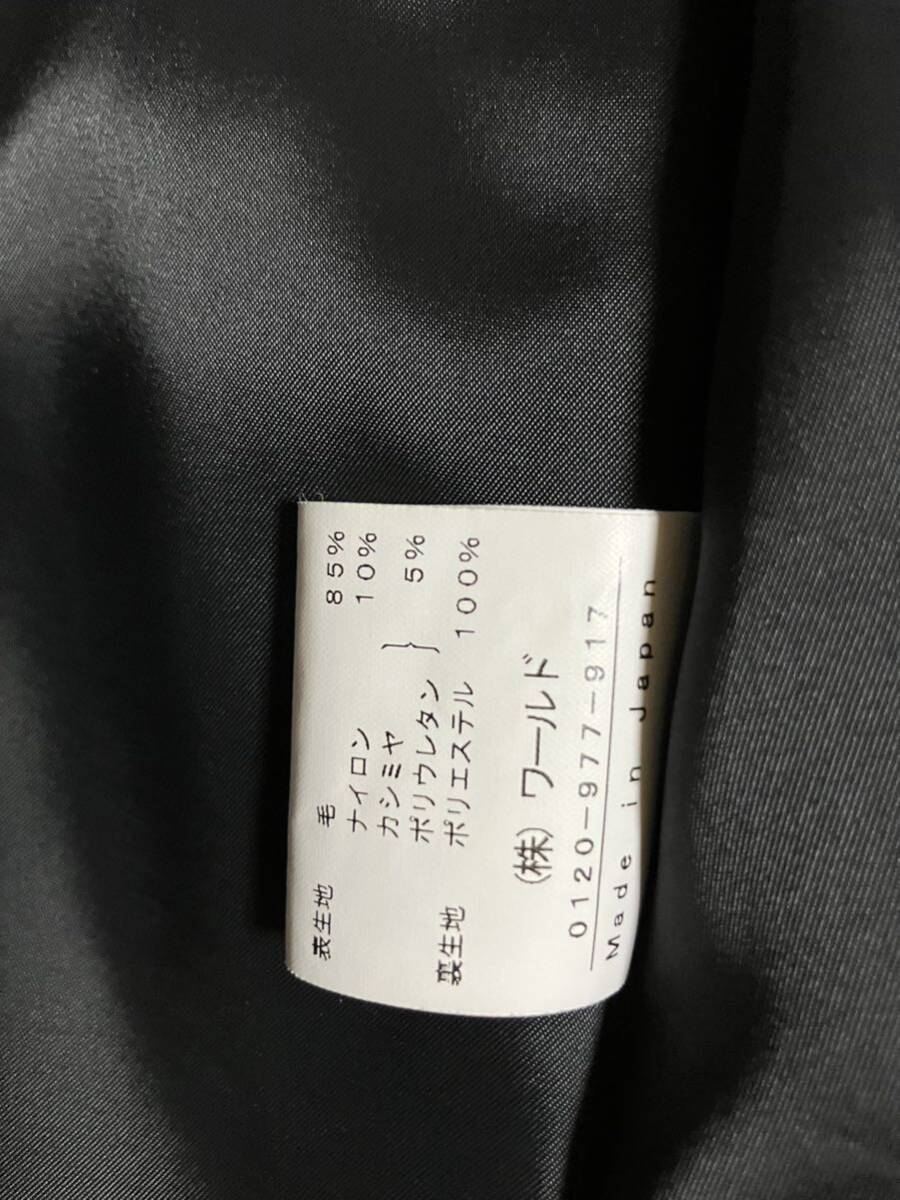 表生地 毛 85%
ナイロン 10%
カシミヤ
ポリウレタン } 5%
裏生地 ポリエステル 100%
(株)ワールド
0120-977-917
Made in Japan